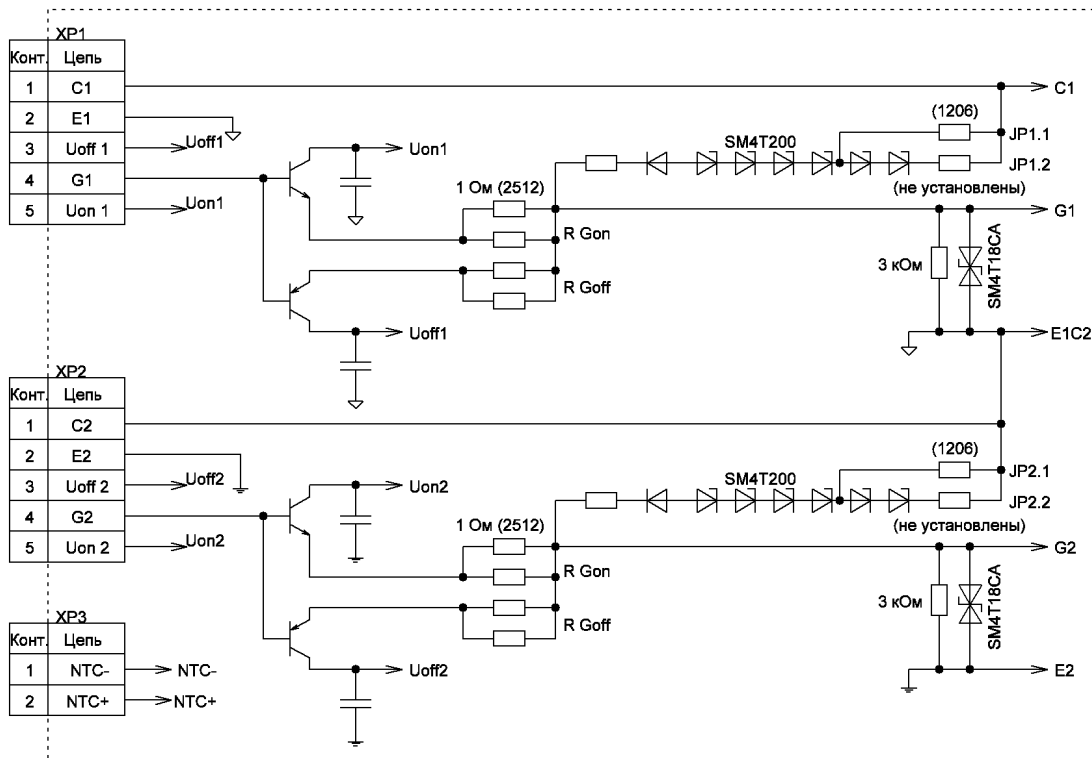 XP1
Конт. Цепь
1 C1
2 E1
3 Uoff 1
4 G1
5 Uon 1
Uoff1
Uon1
Uon1
Uoff1
1 Ом (2512)
R Gon
R Goff
SM4T200
(1206)
JP1.1
JP1.2
(не установлены)
C1
G1
3 кОм
SM4T18CA
E1C2
XP2
Конт. Цепь
1 C2
2 E2
3 Uoff 2
4 G2
5 Uon 2
Uoff2
Uon2
Uon2
Uoff2
1 Ом (2512)
R Gon
R Goff
SM4T200
(1206)
JP2.1
JP2.2
(не установлены)
G2
3 кОм
SM4T18CA
E2
XP3
Конт. Цепь
1 NTC-
2 NTC+
NTC-
NTC+